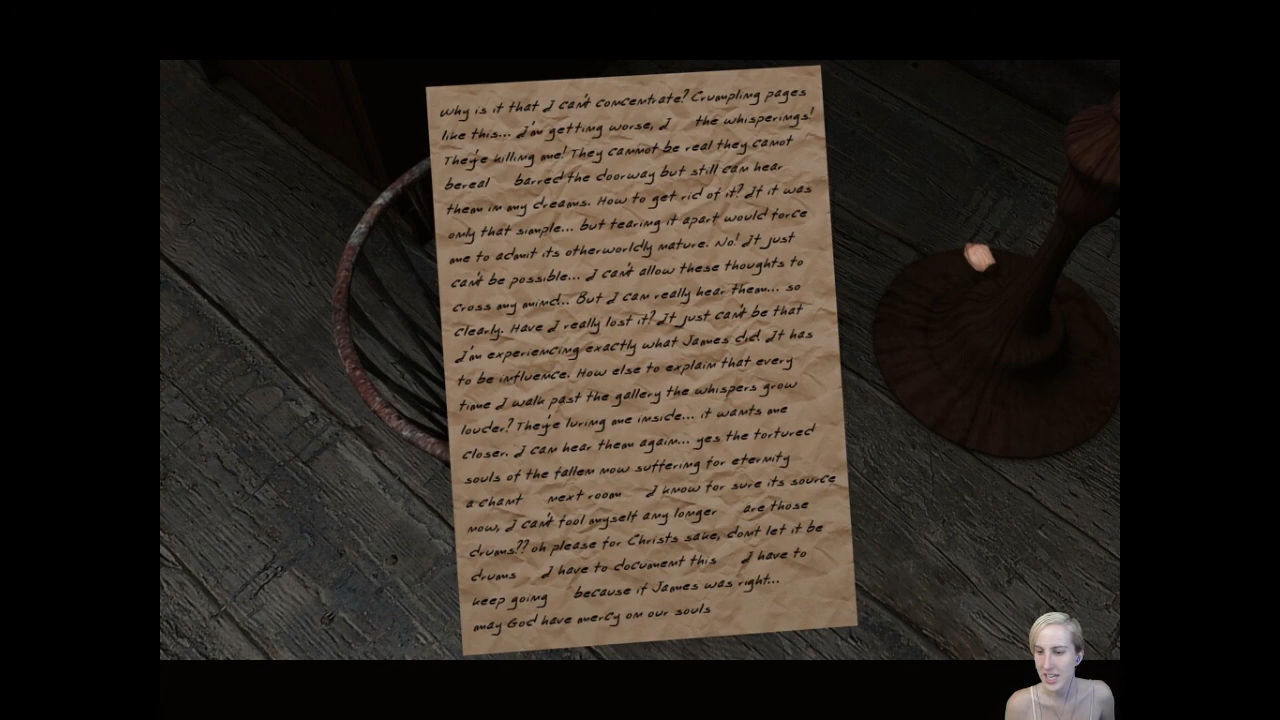 Why is it that I can't concentrate? Crumpling pages
like this... I'm getting worse, I the whisperings!
They're killing me! They cannot be real they canot
bereal barred the doorway but still can hear
them in my dreams. How to get rid of it? If it was
only that simple... but tearing it apart would force
me to admit its otherworldly nature. No! It just
can't be possible... I can't allow these thoughts to
cross my mind.. But I can really hear them... so
clearly. Have I really lost it? It just can't be that
I'm experiencing exactly what James did. It has
to be influence. How else to explain that every
time I walk past the gallery the whispers grow
louder? They're luring me inside... it wants me
closer. I can hear them again... yes the tortured
souls of the fallen now suffering for eternity
a chant next room I know for sure its source
now, I can't fool myself any longer are those
drums?? oh please for Christs sake, dont let it be
drums I have to document this I have to
keep going because if James was right...
may God have mercy on our souls